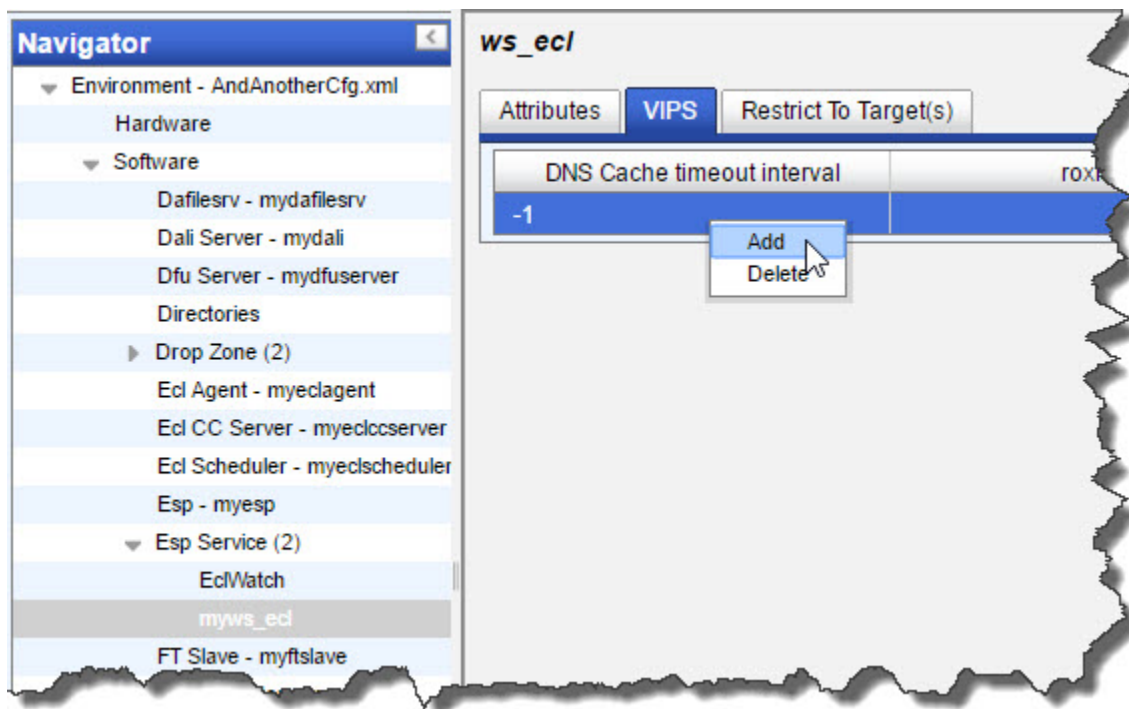 Navigator
Environment - AndAnotherCfg.xml
Hardware
Software
Dafilesrv - mydafilesrv
Dali Server - mydali
Dfu Server - mydfuserver
Directories
Drop Zone (2)
Ecl Agent - myeclagent
Ecl CC Server - myeclccserver
Ecl Scheduler - myeclscheduler
Esp - myesp
Esp Service (2)
EclWatch
myws_ecl
FT Slave - myftslave
ws_ecl
Attributes VIPS Restrict To Target(s)
DNS Cache timeout interval
-1
Add
Delete